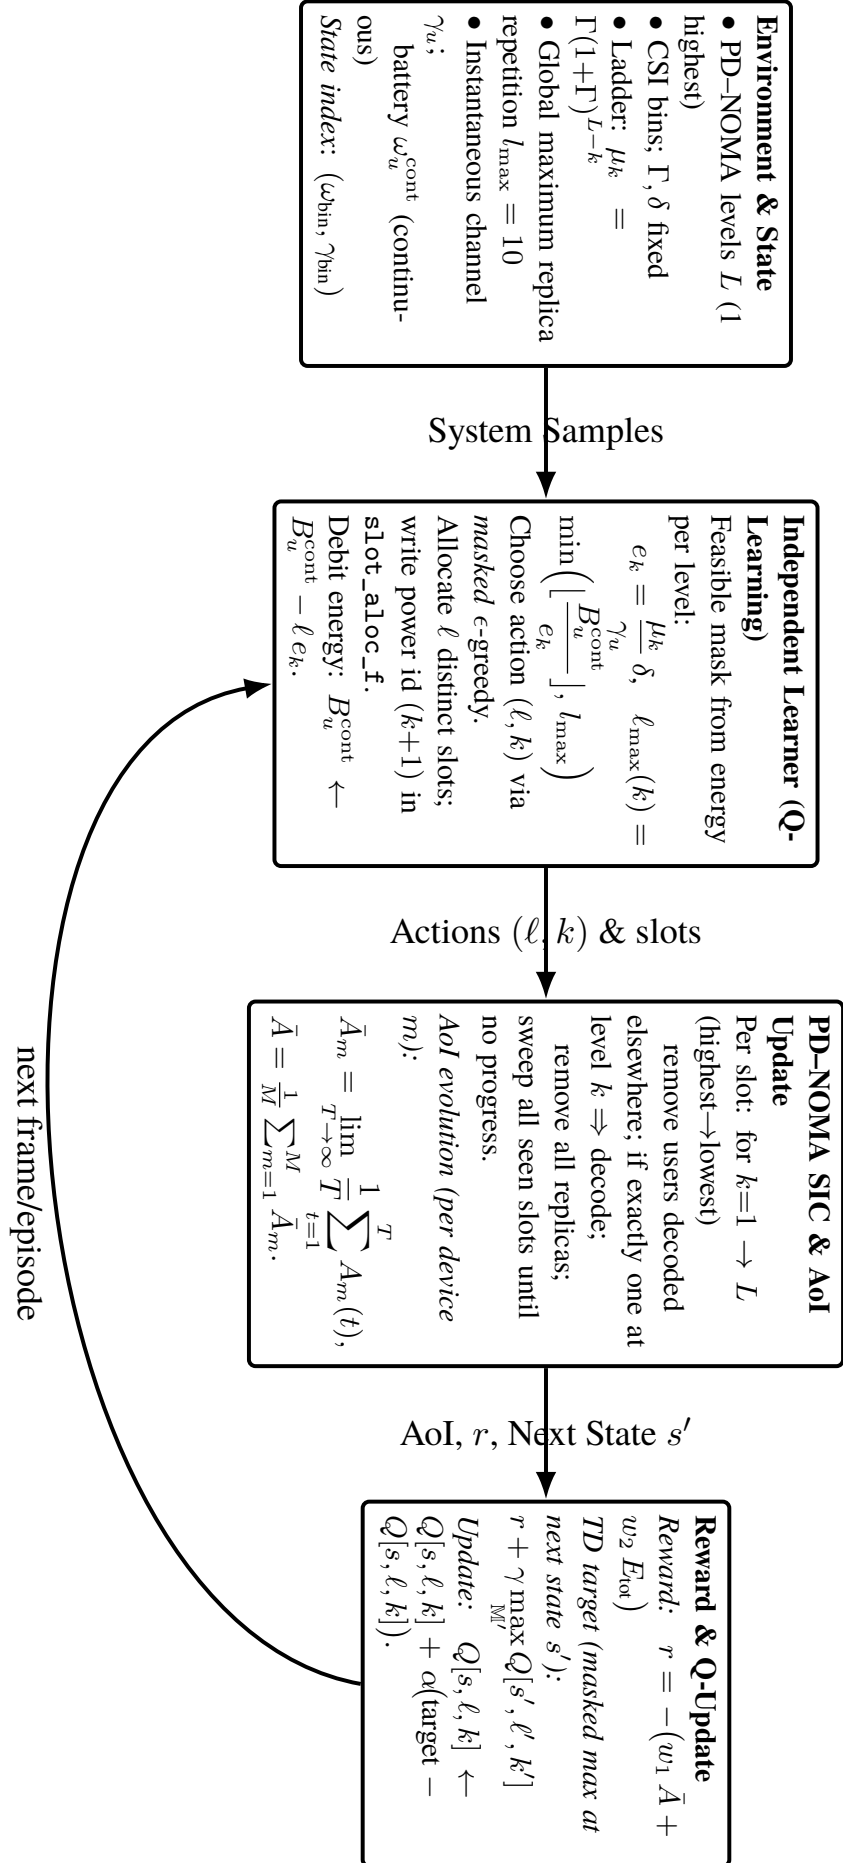 Environment & State
• PD–NOMA levels L (1
highest)
• CSI bins; Γ, δ fixed
• Ladder: μ_k =
Γ(1+Γ)^{L−k}
• Global maximum replica
repetition l_max = 10
• Instantaneous channel
γ_u;
battery ω_u^cont (continu-
ous)
State index: (ω_bin, γ_bin)
System Samples
Independent Learner (Q-
Learning)
Feasible mask from energy
per level:
e_k = μ_k/γ_u δ, ℓ_max(k) =
min(⌊B_u^cont/e_k⌋, l_max)
Choose action (ℓ, k) via
masked ϵ-greedy.
Allocate ℓ distinct slots;
write power id (k+1) in
slot_aloc_f.
Debit energy: B_u^cont ←
B_u^cont − ℓ e_k.
Actions (ℓ, k) & slots
PD–NOMA SIC & AoI
Update
Per slot: for k=1 → L
(highest→lowest)
remove users decoded
elsewhere; if exactly one at
level k ⇒ decode;
remove all replicas;
sweep all seen slots until
no progress.
AoI evolution (per device
m):
Ā_m = lim_{T→∞} 1/T ∑_{t=1}^T A_m(t),
Ā = 1/M ∑_{m=1}^M Ā_m.
AoI, r, Next State s′
Reward & Q-Update
Reward: r = −(w_1 Ā +
w_2 E_tot)
TD target (masked max at
next state s′):
r + γ max_{𝕄′} Q[s′, ℓ′, k′]
Update: Q[s, ℓ, k] ←
Q[s, ℓ, k] + α(target −
Q[s, ℓ, k]).
next frame/episode